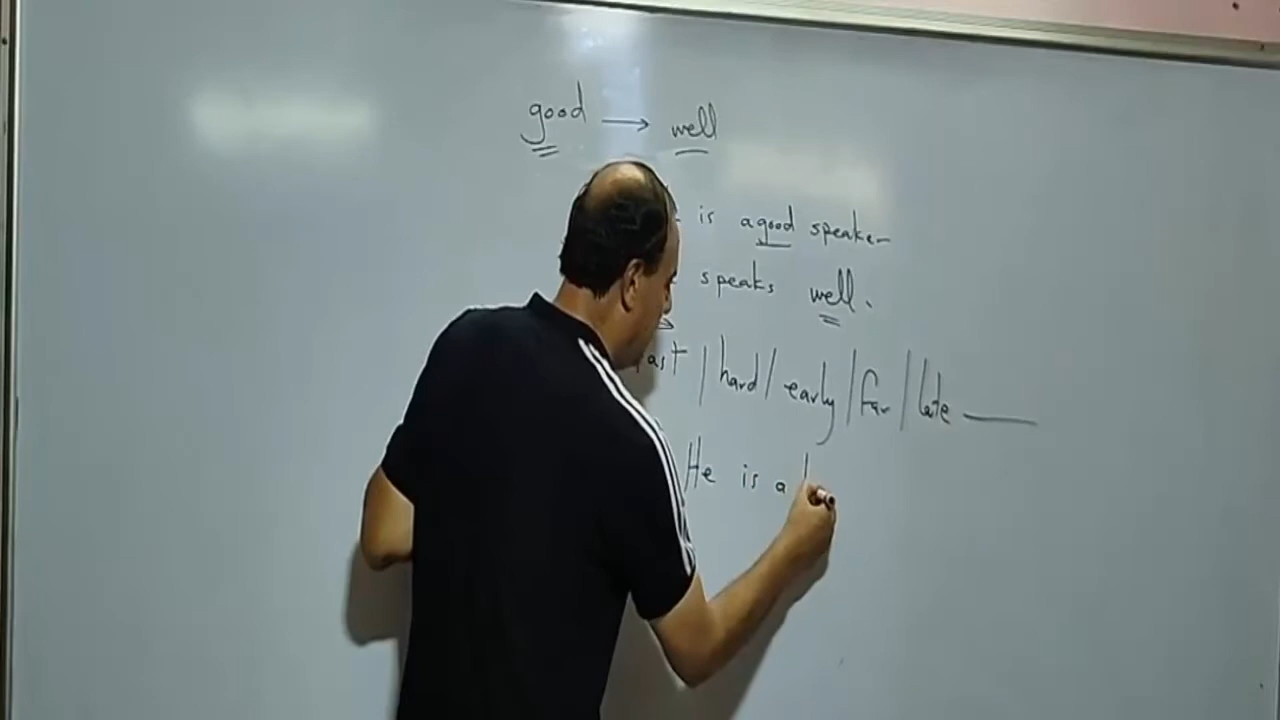 good → well
is a good speaker
speaks well.
fast / hard / early / far / late
He is a